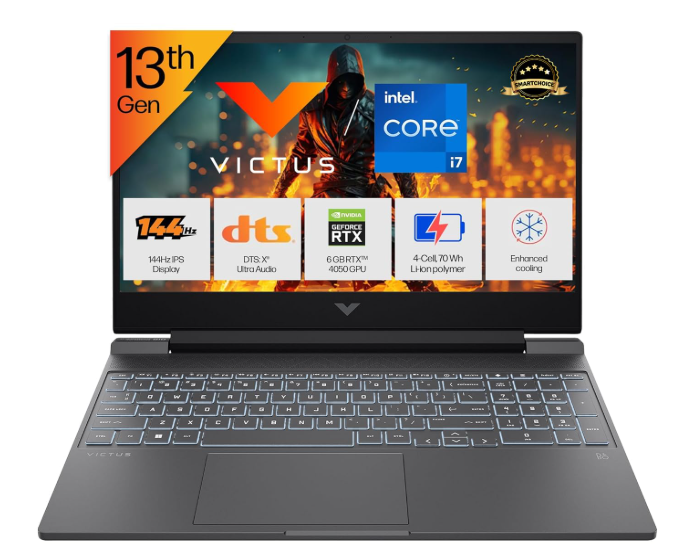 13th
Gen
SMARTCHOICE
intel.
CORE
i7
VICTUS
144Hz
dts
NVIDIA
GEFORCE
RTX
144Hz IPS
Display
DTS:X®
Ultra Audio
6 GB RTX™
4050 GPU
4-Cell, 70 Wh
Li-ion polymer
Enhanced
cooling
Q W E R T Y U I O P
A S D F G H J K L
Z X C V B N M
VICTUS